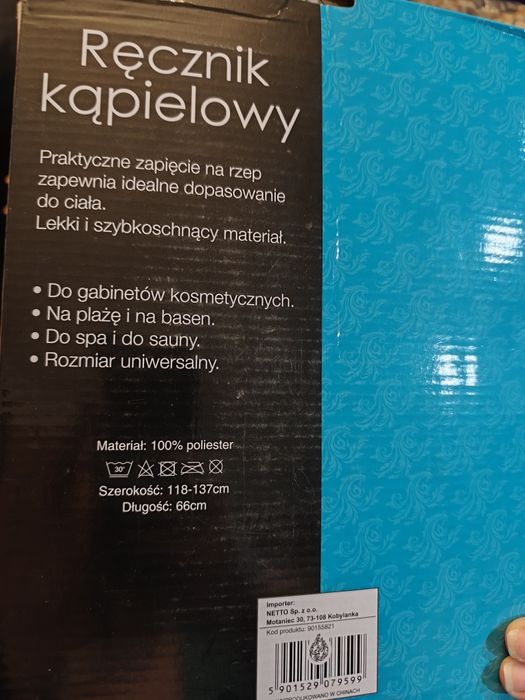 Ręcznik
kąpielowy
Praktyczne zapięcie na rzep
zapewnia idealne dopasowanie
do ciała.
Lekki i szybkoschnący materiał.
• Do gabinetów kosmetycznych.
• Na plażę i na basen.
• Do spa i do sauny.
• Rozmiar uniwersalny.
Materiał: 100% poliester
30°
Szerokość: 118-137cm
Długość: 66cm
Importer:
NETTO Sp. z o.o.
Motaniec 30, 73-108 Kobylanka
Kod produktu: 90155821
5 901529 079599
WYPRODUKOWANO W CHINACH